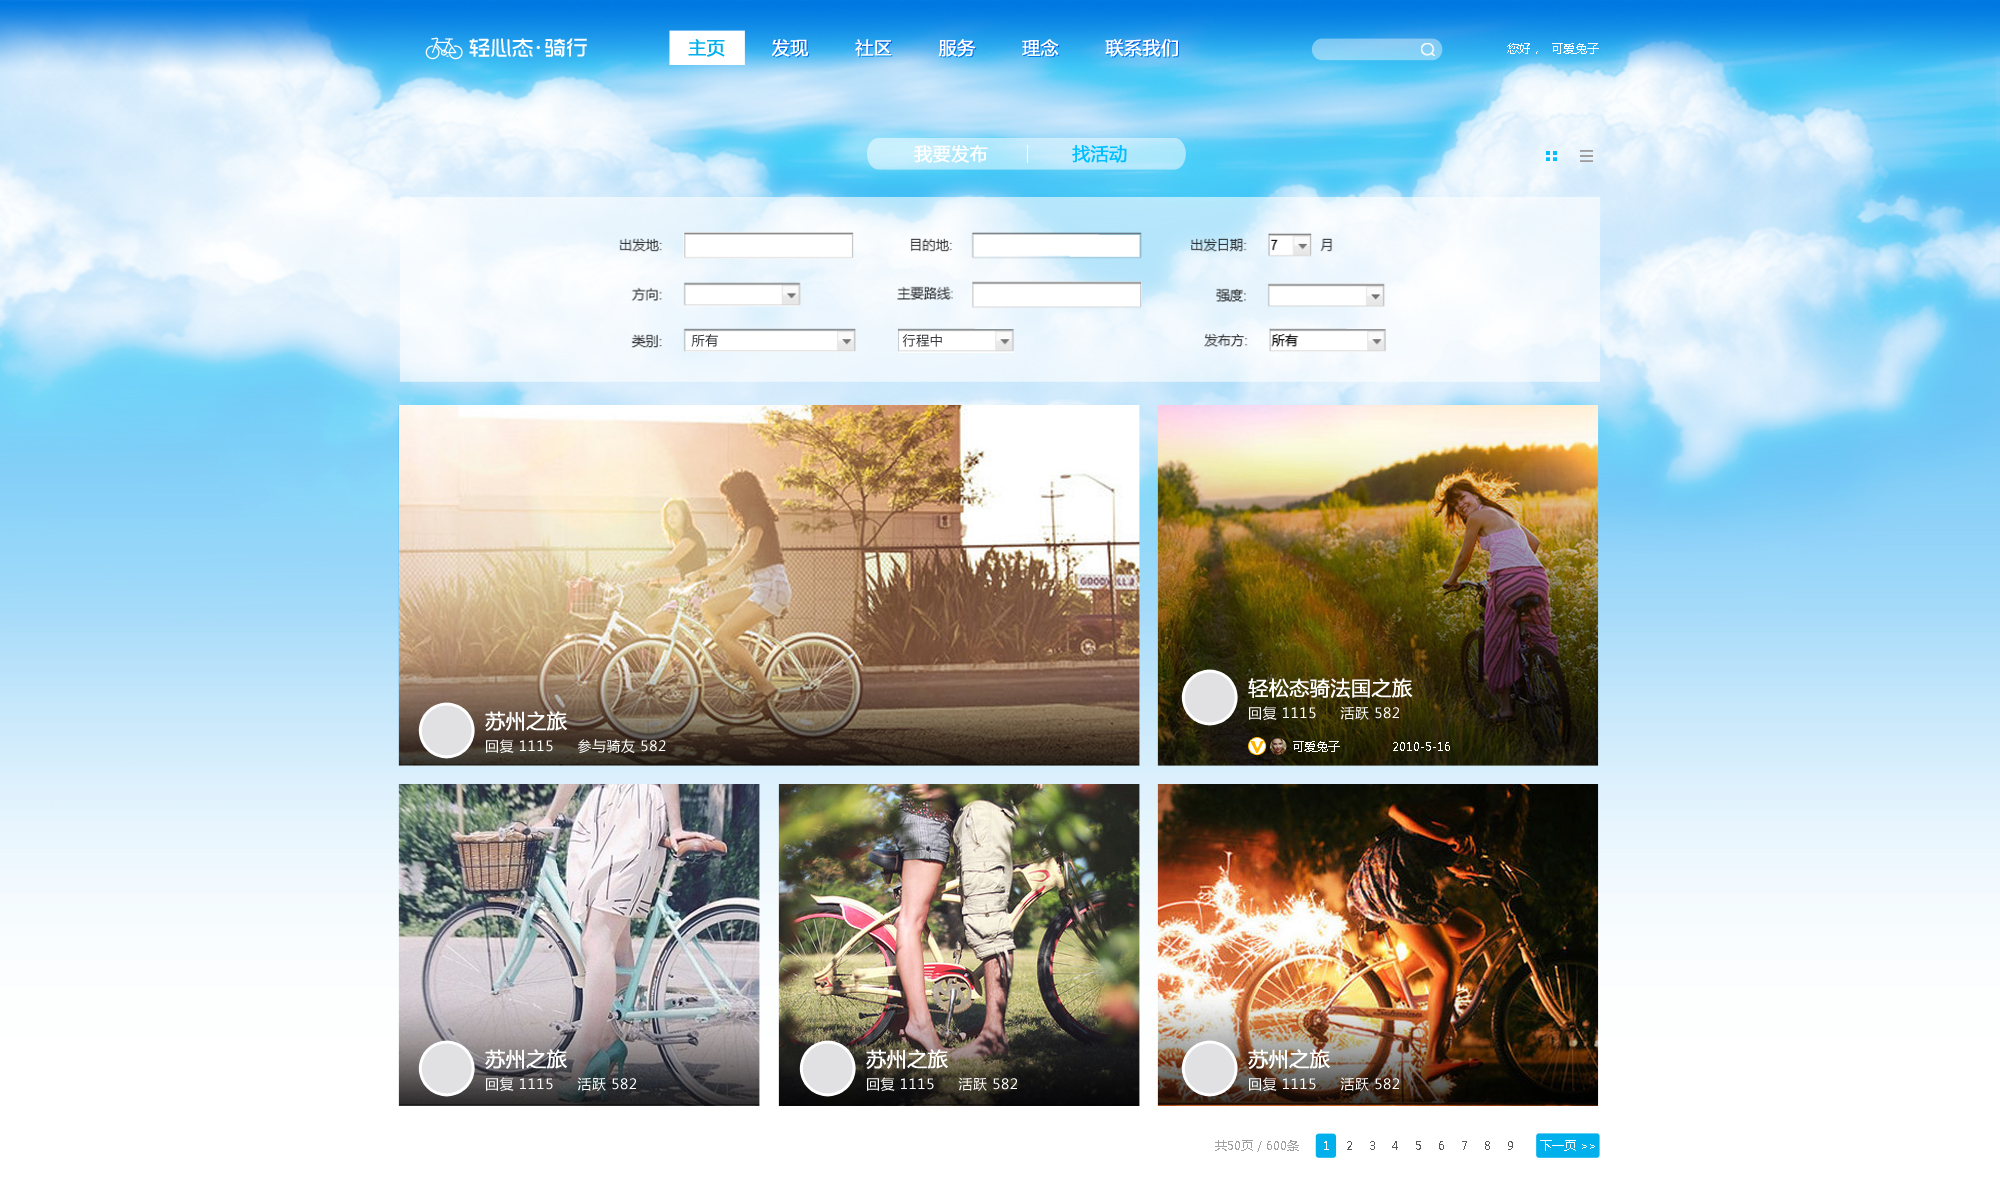 轻心态·骑行
主页 发现 社区 服务 理念 联系我们
您好， 可爱兔子
我要发布 找活动
出发地: 目的地: 出发日期: 7 月
方向: 主要路线: 强度:
类别: 所有 行程中 发布方: 所有
苏州之旅
回复 1115 参与骑友 582
轻松态骑法国之旅
回复 1115 活跃 582
可爱兔子 2010-5-16
苏州之旅
回复 1115 活跃 582
苏州之旅
回复 1115 活跃 582
苏州之旅
回复 1115 活跃 582
共50页 / 600条 1 2 3 4 5 6 7 8 9 下一页 >>